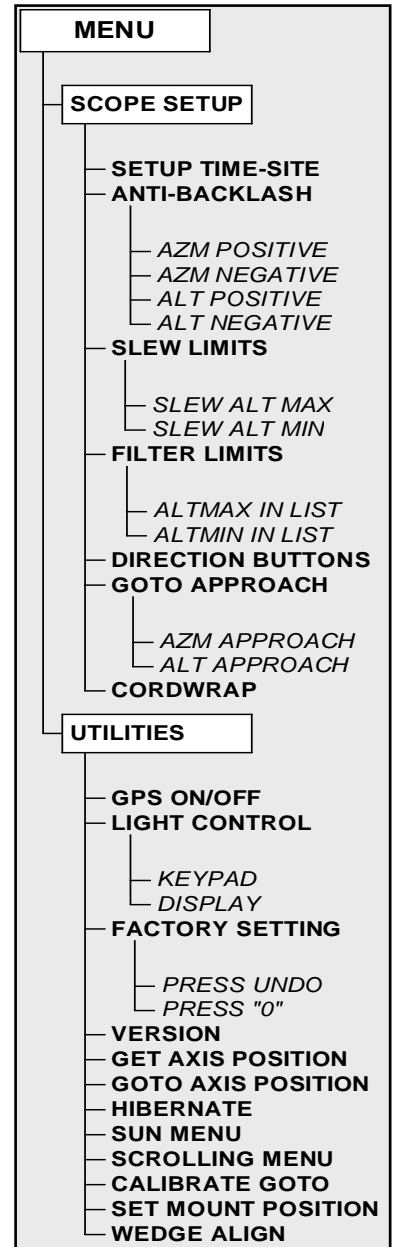 MENU
SCOPE SETUP
SETUP TIME-SITE
ANTI-BACKLASH
AZM POSITIVE
AZM NEGATIVE
ALT POSITIVE
ALT NEGATIVE
SLEW LIMITS
SLEW ALT MAX
SLEW ALT MIN
FILTER LIMITS
ALTMAX IN LIST
ALTMIN IN LIST
DIRECTION BUTTONS
GOTO APPROACH
AZM APPROACH
ALT APPROACH
CORDWRAP
UTILITIES
GPS ON/OFF
LIGHT CONTROL
KEYPAD
DISPLAY
FACTORY SETTING
PRESS UNDO
PRESS "0"
VERSION
GET AXIS POSITION
GOTO AXIS POSITION
HIBERNATE
SUN MENU
SCROLLING MENU
CALIBRATE GOTO
SET MOUNT POSITION
WEDGE ALIGN